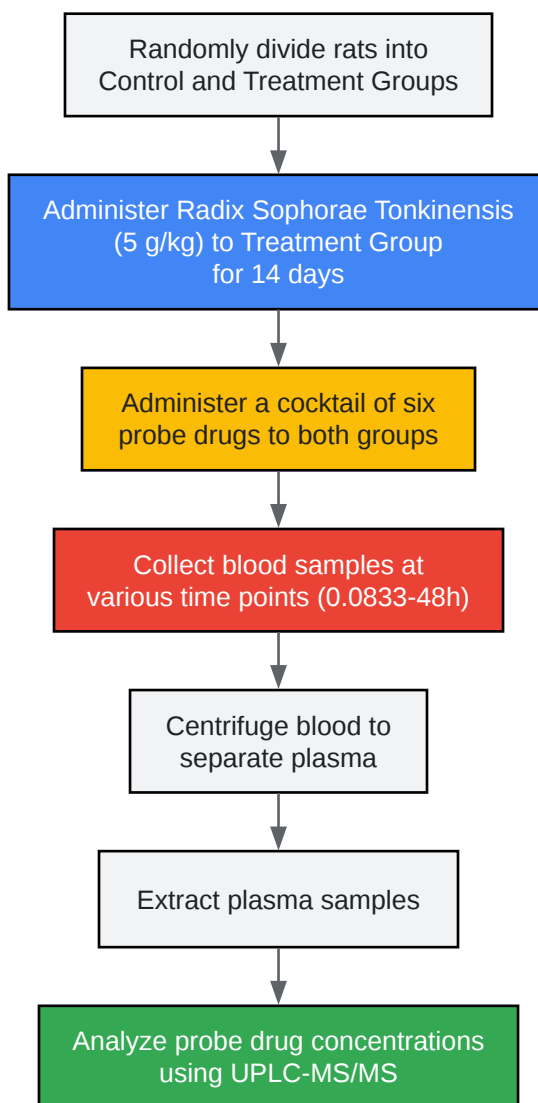 Randomly divide rats into
Control and Treatment Groups
Administer Radix Sophorae Tonkinensis
(5 g/kg) to Treatment Group
for 14 days
Administer a cocktail of six
probe drugs to both groups
Collect blood samples at
various time points (0.0833-48h)
Centrifuge blood to
separate plasma
Extract plasma samples
Analyze probe drug concentrations
using UPLC-MS/MS